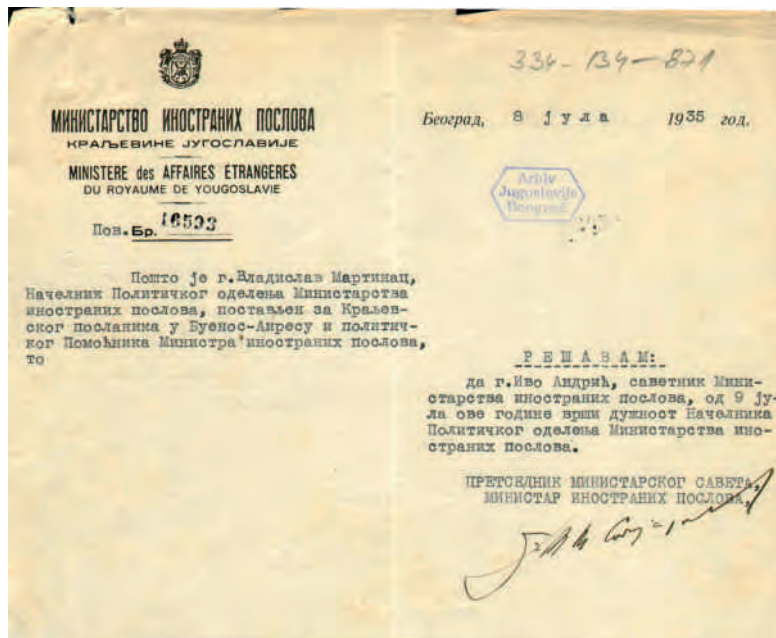 334-134-821
МИНИСТАРСТВО ИНОСТРАНИХ ПОСЛОВА
КРАЉЕВИНЕ ЈУГОСЛАВИЈЕ
MINISTERE des AFFAIRES ÉTRANGERES
DU ROYAUME DE YOUGOSLAVIE
Пов. Бр. 16593
Београд, 8 јула 1935 год.
Arhiv
Jugoslavije
Beograd
Пошто је г.Владислав Мартинац,
Начелник Политичког оделења Министарства
иностраних послова, постављен за Краљев-
ског посланика у Буенос-Аиресу и политич-
ког Помоћника Министра иностраних послова,
то
РЕШАВАМ:
да г.Иво Андрић, саветник Мини-
старства иностраних послова, од 9 ју-
ла ове године врши дужност Начелника
Политичког оделења Министарства ино-
страних послова.
ПРЕТСЕДНИК МИНИСТАРСКОГ САВЕТА,
МИНИСТАР ИНОСТРАНИХ ПОСЛОВА,